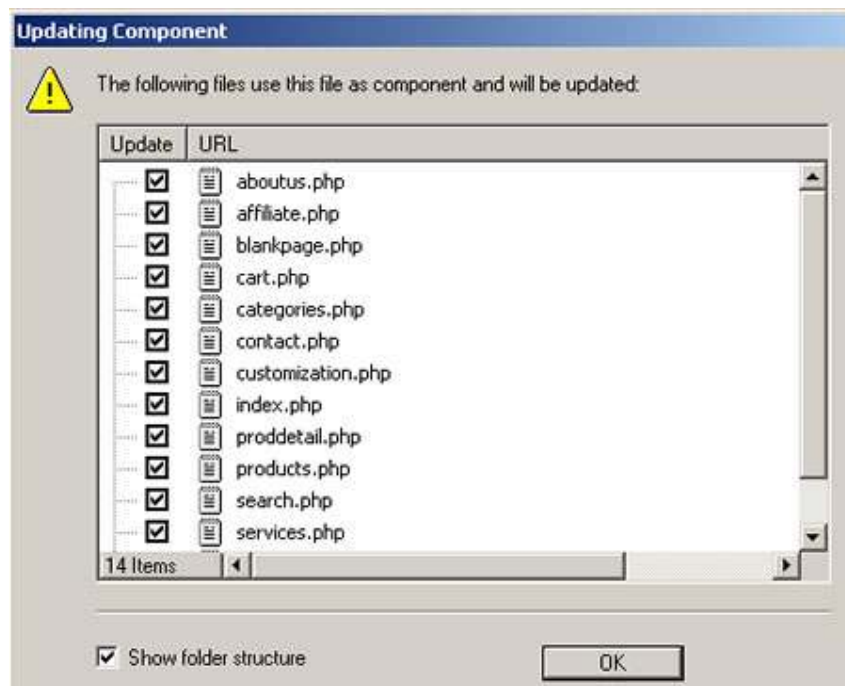 Updating Component
The following files use this file as component and will be updated:
Update URL
aboutus.php
affiliate.php
blankpage.php
cart.php
categories.php
contact.php
customization.php
index.php
proddetail.php
products.php
search.php
services.php
14 Items
Show folder structure
OK